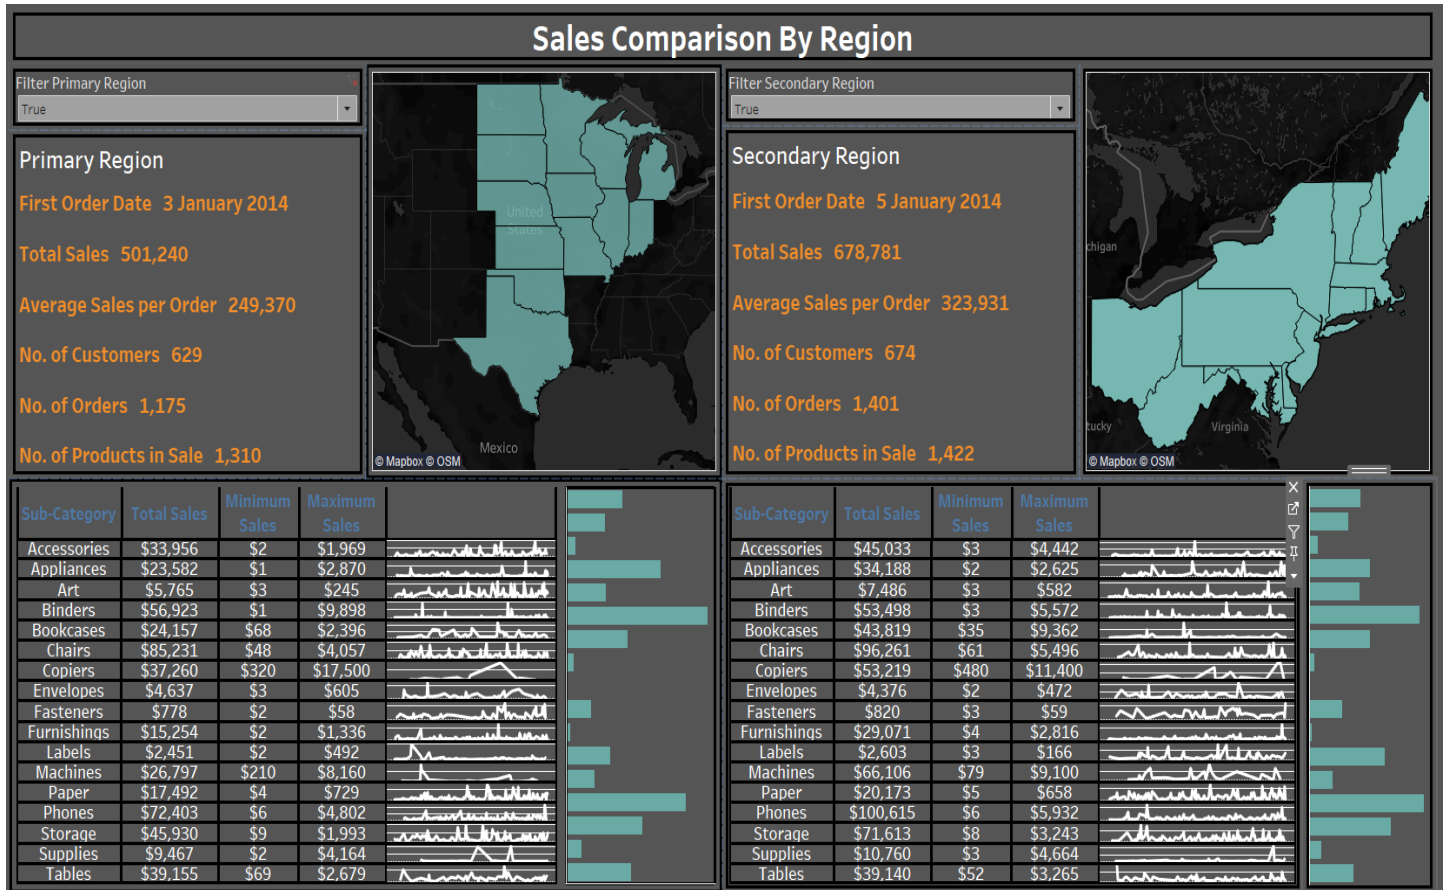 Sales Comparison By Region
Filter Primary Region
True
Primary Region
First Order Date 3 January 2014
Total Sales 501,240
Average Sales per Order 249,370
No. of Customers 629
No. of Orders 1,175
No. of Products in Sale 1,310
United
States
Mexico
© Mapbox © OSM
Filter Secondary Region
True
Secondary Region
First Order Date 5 January 2014
Total Sales 678,781
Average Sales per Order 323,931
No. of Customers 674
No. of Orders 1,401
No. of Products in Sale 1,422
chigan
tucky
Virginia
© Mapbox © OSM
Sub-Category Total Sales Minimum Sales Maximum Sales
Accessories $33,956 $2 $1,969
Appliances $23,582 $1 $2,870
Art $5,765 $3 $245
Binders $56,923 $1 $9,898
Bookcases $24,157 $68 $2,396
Chairs $85,231 $48 $4,057
Copiers $37,260 $320 $17,500
Envelopes $4,637 $3 $605
Fasteners $778 $2 $58
Furnishings $15,254 $2 $1,336
Labels $2,451 $2 $492
Machines $26,797 $210 $8,160
Paper $17,492 $4 $729
Phones $72,403 $6 $4,802
Storage $45,930 $9 $1,993
Supplies $9,467 $2 $4,164
Tables $39,155 $69 $2,679
Sub-Category Total Sales Minimum Sales Maximum Sales
Accessories $45,033 $3 $4,442
Appliances $34,188 $2 $2,625
Art $7,486 $3 $582
Binders $53,498 $3 $5,572
Bookcases $43,819 $35 $9,362
Chairs $96,261 $61 $5,496
Copiers $53,219 $480 $11,400
Envelopes $4,376 $2 $472
Fasteners $820 $3 $59
Furnishings $29,071 $4 $2,816
Labels $2,603 $3 $166
Machines $66,106 $79 $9,100
Paper $20,173 $5 $658
Phones $100,615 $6 $5,932
Storage $71,613 $8 $3,243
Supplies $10,760 $3 $4,664
Tables $39,140 $52 $3,265